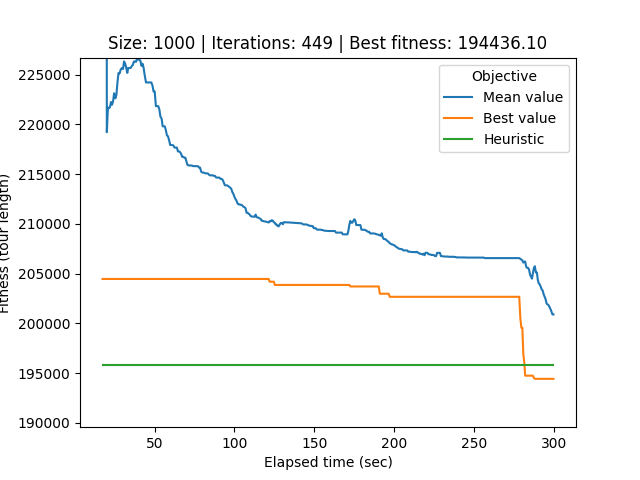 Size: 1000 | Iterations: 449 | Best fitness: 194436.10
Objective
Mean value
Best value
Heuristic
225000
220000
215000
210000
205000
200000
195000
190000
Fitness (tour length)
50 100 150 200 250 300
Elapsed time (sec)